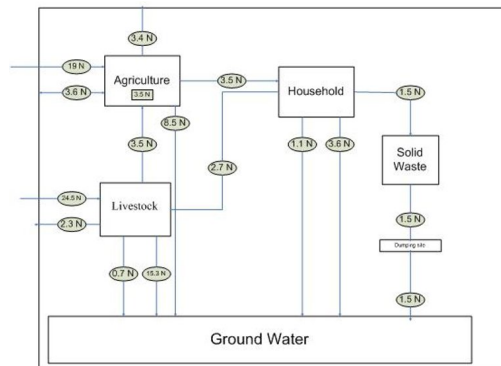 3.4 N
19 N
Agriculture
3.5 N
3.6 N
3.5 N
Household
1.5 N
8.5 N
1.1 N
3.6 N
3.5 N
Solid
Waste
2.7 N
24.5 N
Livestock
2.3 N
1.5 N
Dumping site
0.7 N
15.3 N
1.5 N
Ground Water